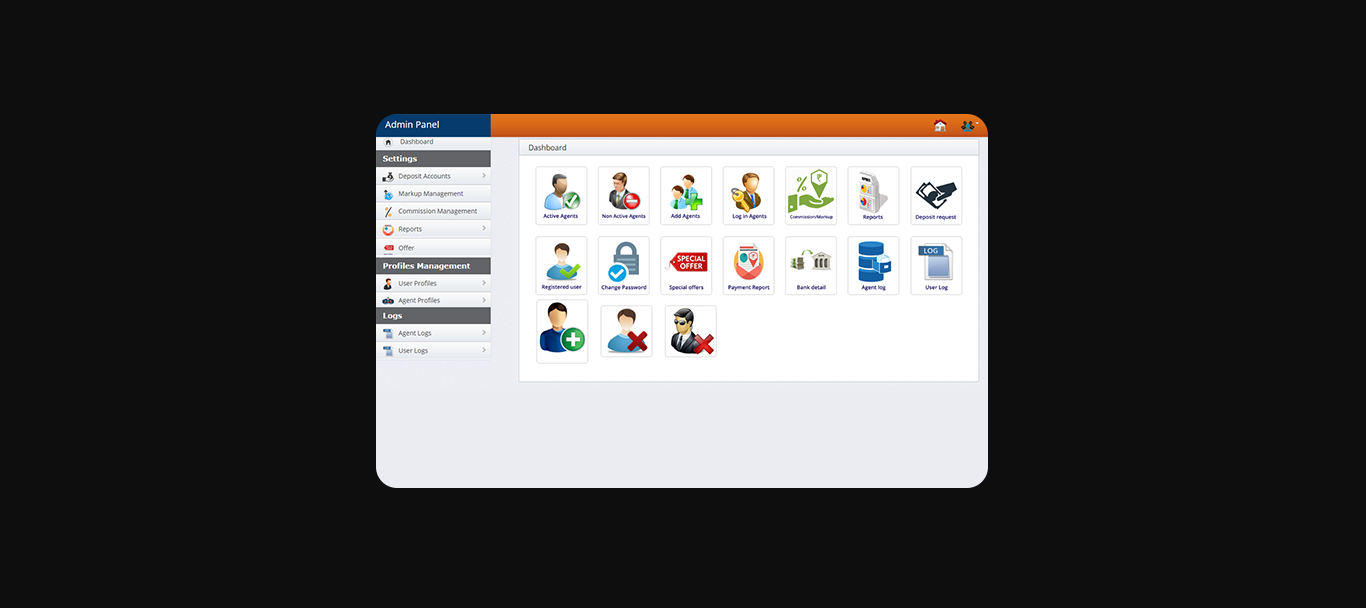 Admin Panel
Dashboard
Settings
Deposit Accounts
Markup Management
Commission Management
Reports
Offer
Profiles Management
User Profiles
Agent Profiles
Logs
Agent Logs
User Logs
Dashboard
Active Agents
Non Active Agents
Add Agents
Log in Agents
Commission/Markup
Reports
Deposit request
SPECIAL
OFFER
LOG
Registered user
Change Password
Special offers
Payment Report
Bank detail
Agent log
User Log